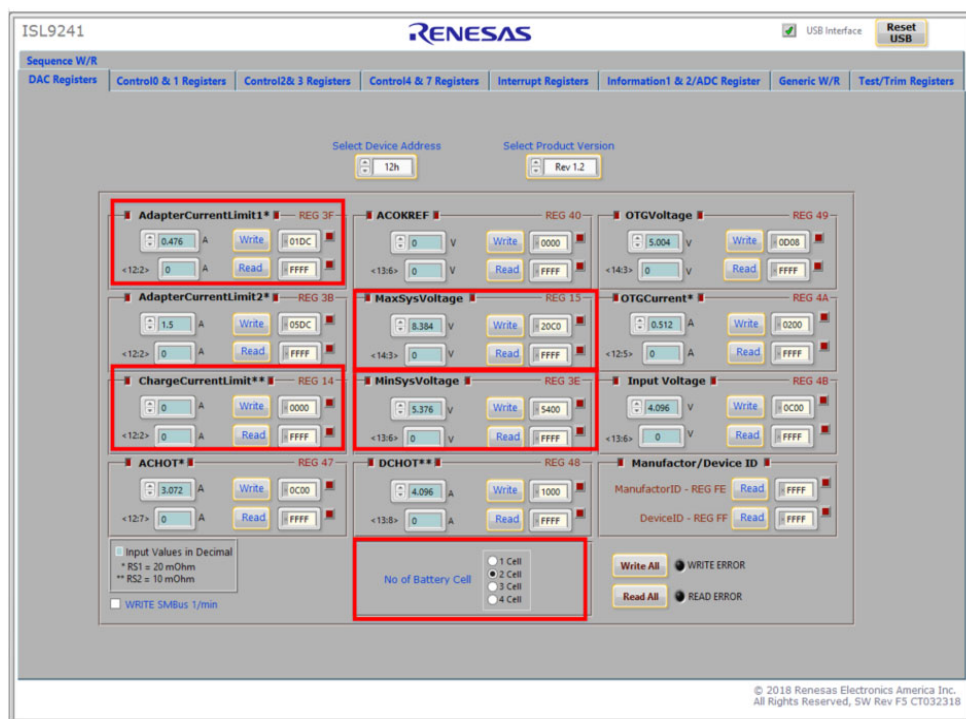 ISL9241
RENESAS
USB Interface
Reset USB
Sequence W/R
DAC Registers Control0 & 1 Registers Control2& 3 Registers Control4 & 7 Registers Interrupt Registers Information1 & 2/ADC Register Generic W/R Test/Trim Registers
Select Device Address Select Product Version
12h Rev 1.2
AdapterCurrentLimit1* REG 3F
0.476 A Write 01DC
<12:2> 0 A Read FFFF
ACOKREF REG 40
0 V Write 0000
<13:6> 0 V Read FFFF
OTGVoltage REG 49
5.004 V Write 0D08
<14:3> 0 V Read FFFF
AdapterCurrentLimit2* REG 3B
1.5 A Write 05DC
<12:2> 0 A Read FFFF
MaxSysVoltage REG 15
8.384 V Write 20C0
<14:3> 0 V Read FFFF
OTGCurrent* REG 4A
0.512 A Write 0200
<12:5> 0 A Read FFFF
ChargeCurrentLimit** REG 14
0 A Write 0000
<12:2> 0 A Read FFFF
MinSysVoltage REG 3E
5.376 V Write 5400
<13:6> 0 V Read FFFF
Input Voltage REG 4B
4.096 V Write 0C00
<13:6> 0 V Read FFFF
ACHOT* REG 47
3.072 A Write 0C00
<12:7> 0 A Read FFFF
DCHOT** REG 48
4.096 A Write 1000
<13:8> 0 A Read FFFF
Manufactor/Device ID
ManufactorID - REG FE Read FFFF
DeviceID - REG FF Read FFFF
Input Values in Decimal
* RS1 = 20 mOhm
** RS2 = 10 mOhm
WRITE SMBus 1/min
No of Battery Cell
1 Cell
2 Cell
3 Cell
4 Cell
Write All WRITE ERROR
Read All READ ERROR
© 2018 Renesas Electronics America Inc.
All Rights Reserved, SW Rev F5 CT032318